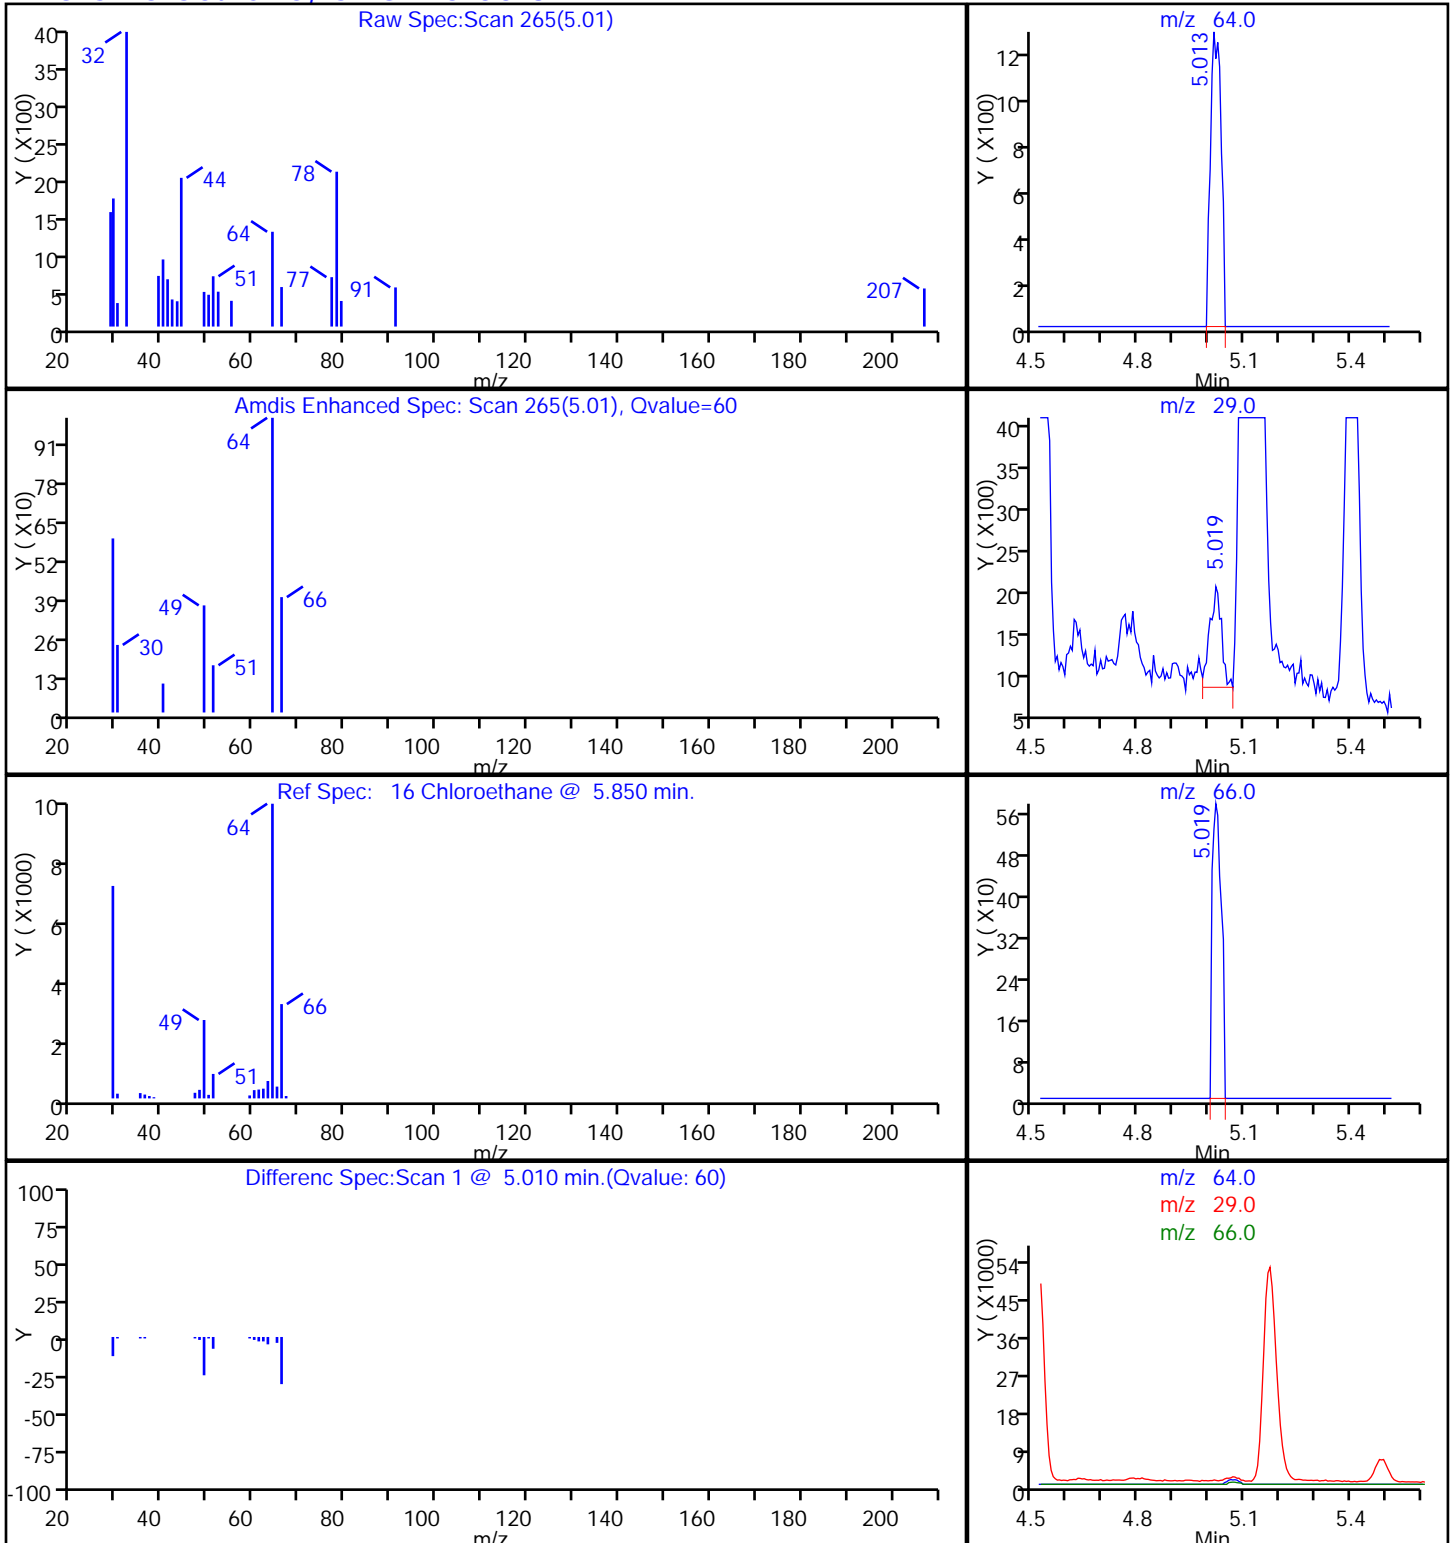 Raw Spec:Scan 265(5.01)
40
35
30
25
20
15
10
5
0
Y ( X100)
32
44
64
51
77
78
91
207
20 40 60 80 100 120 140 160 180 200
m/z
m/z 64.0
12
10
8
6
4
2
0
Y ( X100)
5.013
4.5 4.8 5.1 5.4
Min
Amdis Enhanced Spec: Scan 265(5.01), Qvalue=60
91
78
65
52
39
26
13
0
Y ( X10)
64
49
66
30
51
20 40 60 80 100 120 140 160 180 200
m/z
m/z 29.0
40
35
30
25
20
15
10
5
Y ( X100)
5.019
4.5 4.8 5.1 5.4
Min
Ref Spec: 16 Chloroethane @ 5.850 min.
10
8
6
4
2
0
Y ( X1000)
64
49
66
51
20 40 60 80 100 120 140 160 180 200
m/z
m/z 66.0
56
48
40
32
24
16
8
0
Y ( X10)
5.019
4.5 4.8 5.1 5.4
Min
Differenc Spec:Scan 1 @ 5.010 min.(Qvalue: 60)
100
75
50
25
0
-25
-50
-75
-100
Y
20 40 60 80 100 120 140 160 180 200
m/z
m/z 64.0
m/z 29.0
m/z 66.0
54
45
36
27
18
9
0
Y ( X1000)
4.5 4.8 5.1 5.4
Min